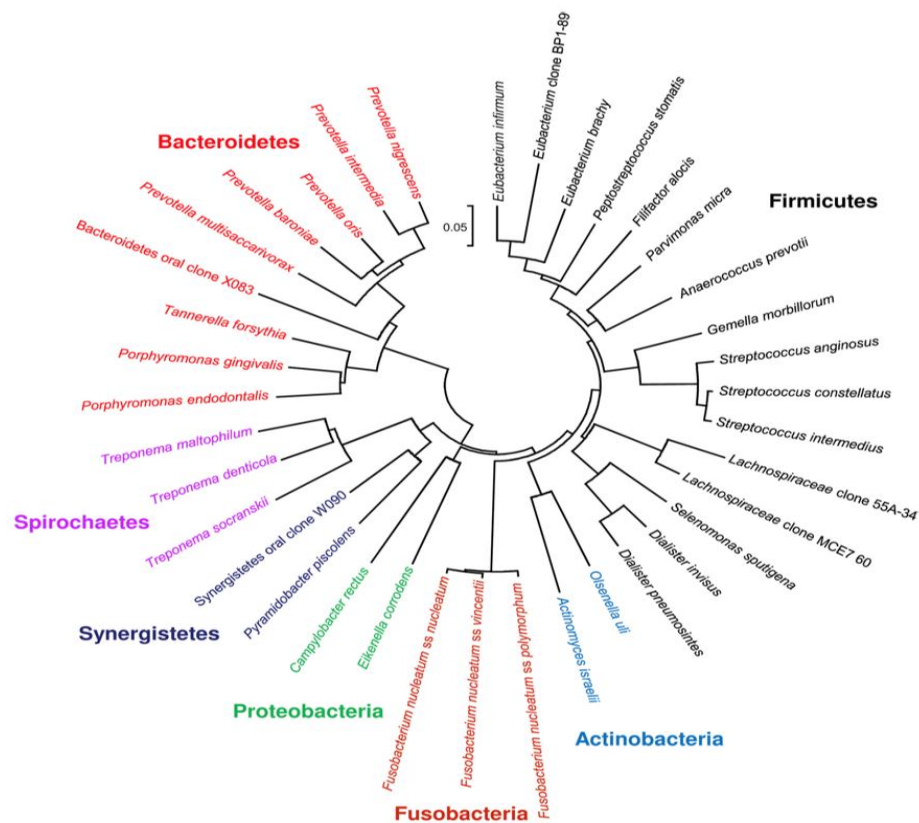 Bacteroidetes
Prevotella nigrescens
Prevotella intermedia
Prevotella oris
Prevotella baroniae
Prevotella multisaccarivorax
Bacteroidetes oral clone X083
Tannerella forsythia
Porphyromonas gingivalis
Porphyromonas endodontalis
Spirochaetes
Treponema maltophilum
Treponema denticola
Treponema socranskii
Synergistetes
Synergistetes oral clone W090
Pyramidobacter piscolens
Proteobacteria
Campylobacter rectus
Eikenella corrodens
Fusobacteria
Fusobacterium nucleatum ss nucleatum
Fusobacterium nucleatum ss vincentii
Fusobacterium nucleatum ss polymorphum
Actinobacteria
Actinomyces israelii
Olsenella uli
Firmicutes
Dialister pneumosintes
Dialister invisus
Selenomonas sputigena
Lachnospiraceae clone MCE7 60
Lachnospiraceae clone 55A-34
Streptococcus intermedius
Streptococcus constellatus
Streptococcus anginosus
Gemella morbillorum
Anaerococcus prevotii
Parvimonas micra
Filifactor alocis
Peptostreptococcus stomatis
Eubacterium brachy
Eubacterium clone BP1-89
Eubacterium infirmum
0.05